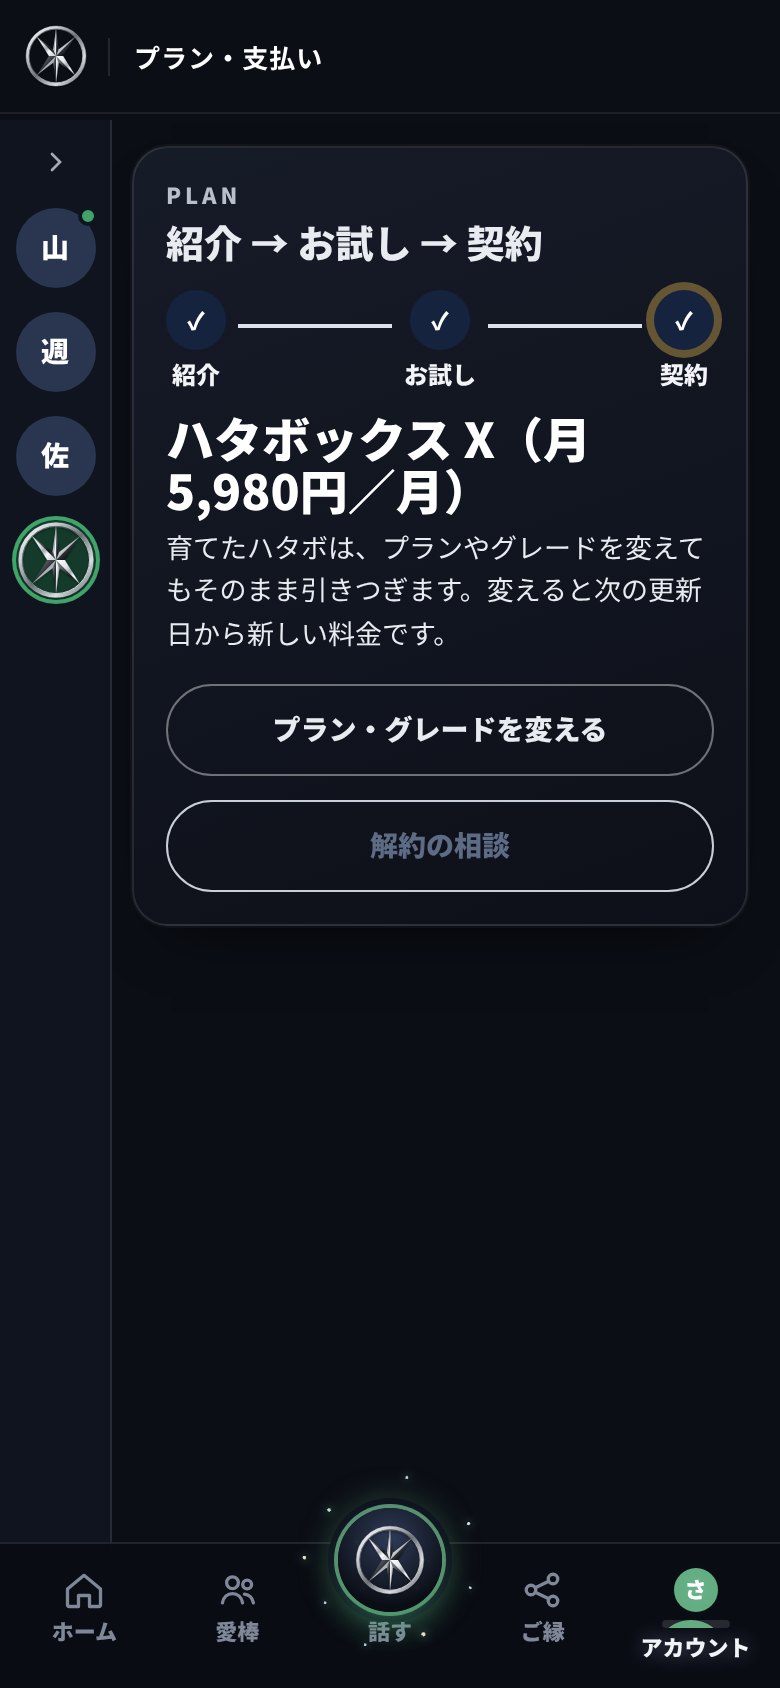 プラン・支払い
山
週
佐
PLAN
紹介 → お試し → 契約
✓ ✓ ✓
紹介 お試し 契約
ハタボックス X（月
5,980円／月）
育てたハタボは、プランやグレードを変えて
もそのまま引きつぎます。変えると次の更新
日から新しい料金です。
プラン・グレードを変える
解約の相談
さ
ホーム 愛棒 話す ご縁 アカウント